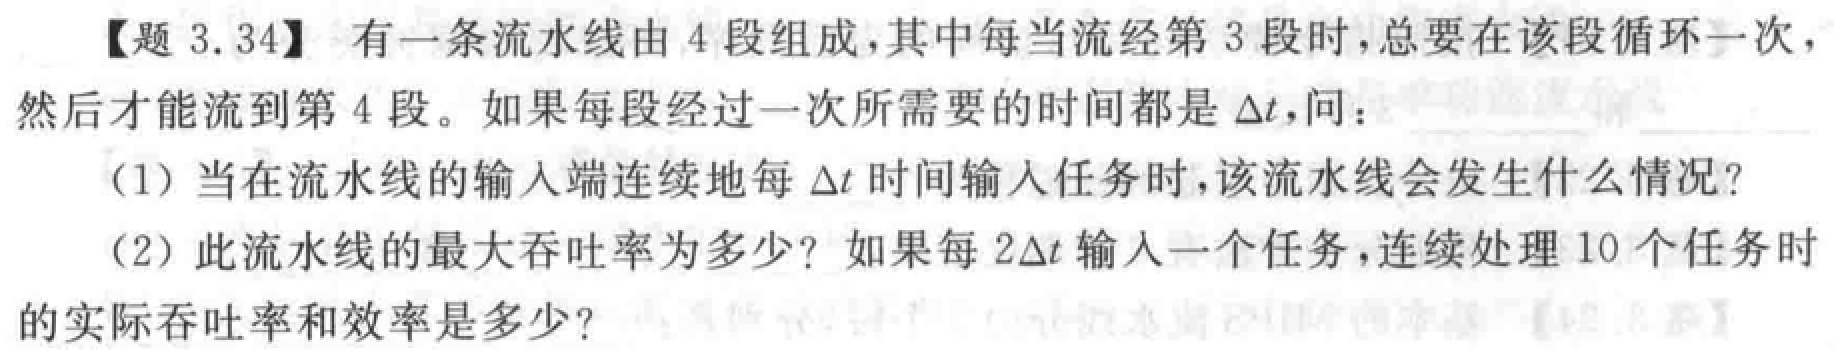 【题 3.34】 有一条流水线由 4 段组成,其中每当流经第 3 段时,总要在该段循环一次,
然后才能流到第 4 段。如果每段经过一次所需要的时间都是 Δt,问:
(1) 当在流水线的输入端连续地每 Δt 时间输入任务时,该流水线会发生什么情况?
(2) 此流水线的最大吞吐率为多少? 如果每 2Δt 输入一个任务,连续处理 10 个任务时
的实际吞吐率和效率是多少?